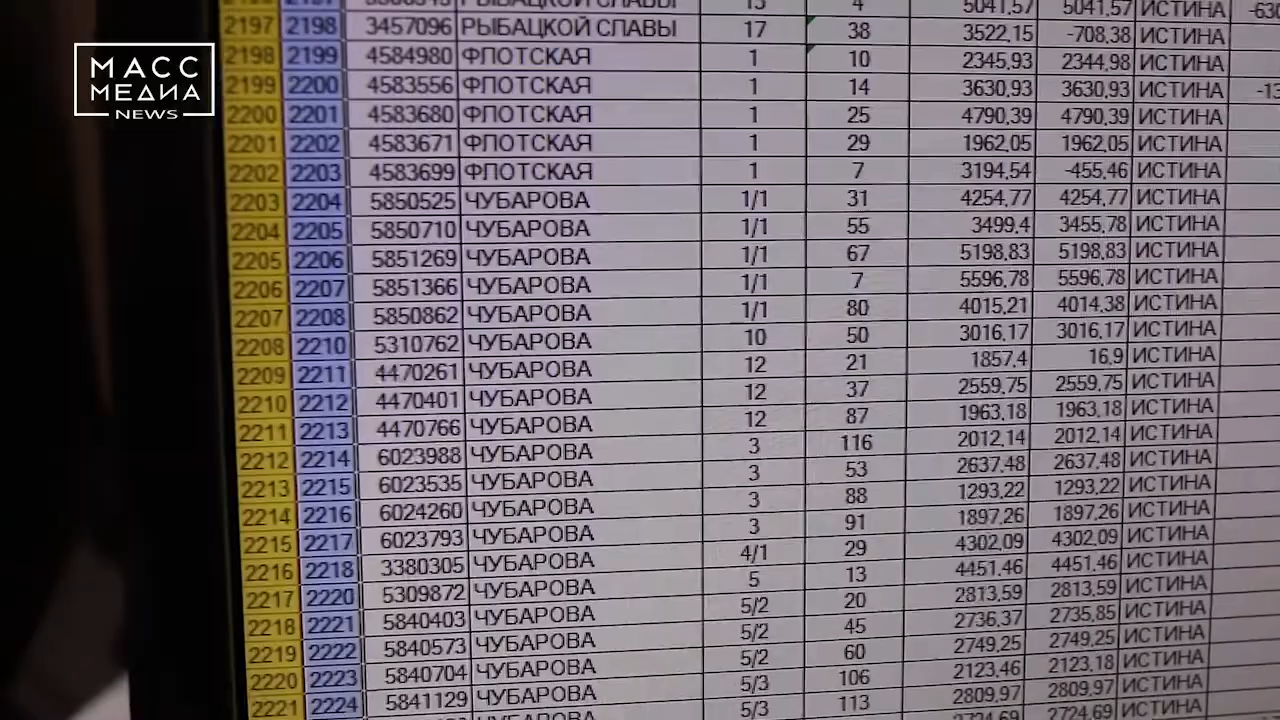 МАСС
МЕДИА
NEWS
РЫБАЦКОЙ СЛАВЫ 15 4 5041,57 5041,57 ИСТИНА
2197 2198 3457096 РЫБАЦКОЙ СЛАВЫ 17 38 3522,15 -708,38 ИСТИНА
2198 2199 4584980 ФЛОТСКАЯ 1 10 2345,93 2344,98 ИСТИНА
2199 2200 4583556 ФЛОТСКАЯ 1 14 3630,93 3630,93 ИСТИНА
2200 2201 4583680 ФЛОТСКАЯ 1 25 4790,39 4790,39 ИСТИНА
2201 2202 4583671 ФЛОТСКАЯ 1 29 1962,05 1962,05 ИСТИНА
2202 2203 4583699 ФЛОТСКАЯ 1 7 3194,54 -455,46 ИСТИНА
2203 2204 5850525 ЧУБАРОВА 1/1 31 4254,77 4254,77 ИСТИНА
2204 2205 5850710 ЧУБАРОВА 1/1 55 3499,4 3455,78 ИСТИНА
2205 2206 5851269 ЧУБАРОВА 1/1 67 5198,83 5198,83 ИСТИНА
2206 2207 5851366 ЧУБАРОВА 1/1 7 5596,78 5596,78 ИСТИНА
2207 2208 5850862 ЧУБАРОВА 1/1 80 4015,21 4014,38 ИСТИНА
2208 2210 5310762 ЧУБАРОВА 10 50 3016,17 3016,17 ИСТИНА
2209 2211 4470261 ЧУБАРОВА 12 21 1857,4 16,9 ИСТИНА
2210 2212 4470401 ЧУБАРОВА 12 37 2559,75 2559,75 ИСТИНА
2211 2213 4470766 ЧУБАРОВА 12 87 1963,18 1963,18 ИСТИНА
2212 2214 6023988 ЧУБАРОВА 3 116 2012,14 2012,14 ИСТИНА
2213 2215 6023535 ЧУБАРОВА 3 53 2637,48 2637,48 ИСТИНА
2214 2216 6024260 ЧУБАРОВА 3 88 1293,22 1293,22 ИСТИНА
2215 2217 6023793 ЧУБАРОВА 3 91 1897,26 1897,26 ИСТИНА
2216 2218 3380305 ЧУБАРОВА 4/1 29 4302,09 4302,09 ИСТИНА
2217 2220 5309872 ЧУБАРОВА 5 13 4451,46 4451,46 ИСТИНА
2218 2221 5840403 ЧУБАРОВА 5/2 20 2813,59 2813,59 ИСТИНА
2219 2222 5840573 ЧУБАРОВА 5/2 45 2736,37 2735,85 ИСТИНА
2220 2223 5840704 ЧУБАРОВА 5/2 60 2749,25 2749,25 ИСТИНА
2221 2224 5841129 ЧУБАРОВА 5/3 106 2123,46 2123,18 ИСТИНА
5/3 113 2809,97 2809,97 ИСТИНА
2724,69 2724,69